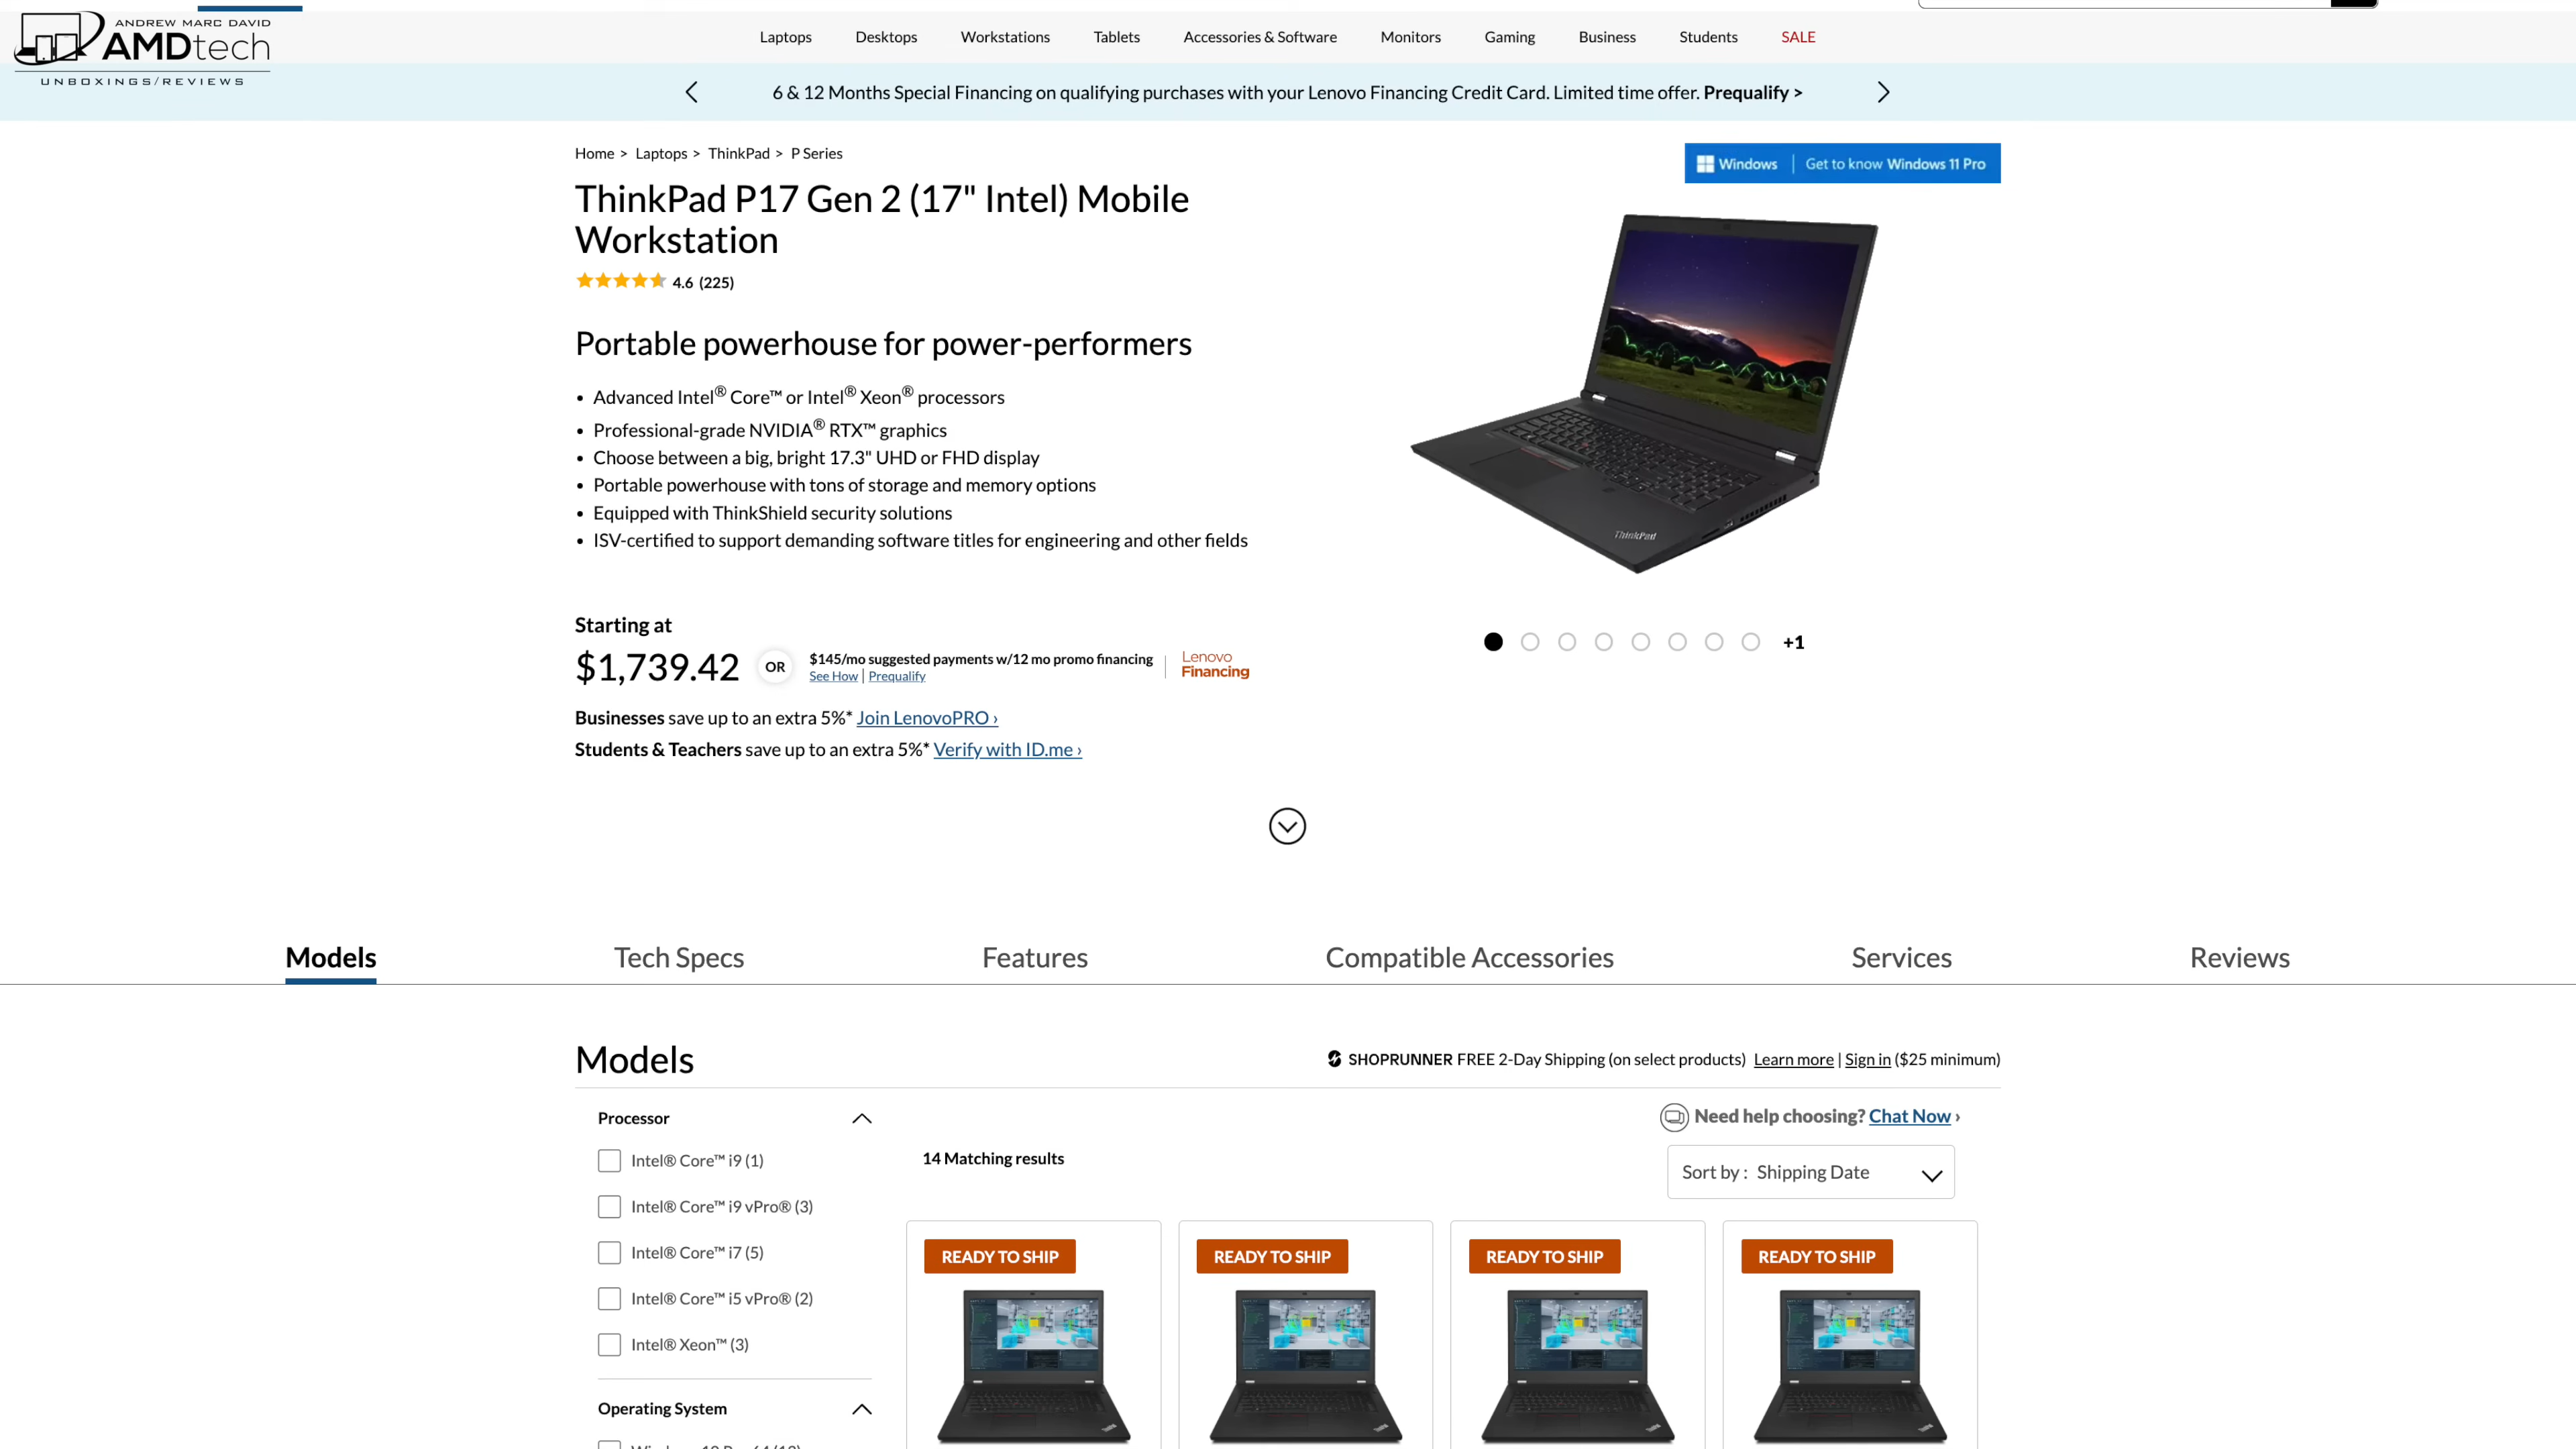 ANDREW MARC DAVID
AMDtech
UNBOXINGS/REVIEWS
Laptops Desktops Workstations Tablets Accessories & Software Monitors Gaming Business Students SALE
6 & 12 Months Special Financing on qualifying purchases with your Lenovo Financing Credit Card. Limited time offer. Prequalify >
Home > Laptops > ThinkPad > P Series
Windows | Get to know Windows 11 Pro
ThinkPad P17 Gen 2 (17" Intel) Mobile
Workstation
4.6 (225)
Portable powerhouse for power-performers
• Advanced Intel® Core™ or Intel® Xeon® processors
• Professional-grade NVIDIA® RTX™ graphics
• Choose between a big, bright 17.3" UHD or FHD display
• Portable powerhouse with tons of storage and memory options
• Equipped with ThinkShield security solutions
• ISV-certified to support demanding software titles for engineering and other fields
ThinkPad
Starting at
$1,739.42 OR $145/mo suggested payments w/12 mo promo financing
See How | Prequalify
Lenovo
Financing
+1
Businesses save up to an extra 5%* Join LenovoPRO ›
Students & Teachers save up to an extra 5%* Verify with ID.me ›
Models Tech Specs Features Compatible Accessories Services Reviews
Models
SHOPRUNNER FREE 2-Day Shipping (on select products) Learn more | Sign in ($25 minimum)
Processor
Need help choosing? Chat Now ›
Intel® Core™ i9 (1)
14 Matching results
Sort by : Shipping Date
Intel® Core™ i9 vPro® (3)
Intel® Core™ i7 (5)
READY TO SHIP READY TO SHIP READY TO SHIP READY TO SHIP
Intel® Core™ i5 vPro® (2)
Intel® Xeon™ (3)
Operating System